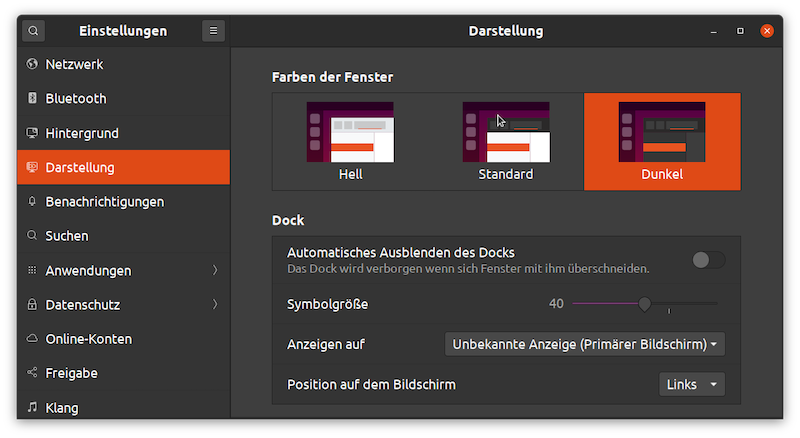 Einstellungen
Darstellung
Netzwerk
Bluetooth
Hintergrund
Darstellung
Benachrichtigungen
Suchen
Anwendungen
Datenschutz
Online-Konten
Freigabe
Klang
Farben der Fenster
Hell
Standard
Dunkel
Dock
Automatisches Ausblenden des Docks
Das Dock wird verborgen wenn sich Fenster mit ihm überschneiden.
Symbolgröße 40
Anzeigen auf Unbekannte Anzeige (Primärer Bildschirm)
Position auf dem Bildschirm Links